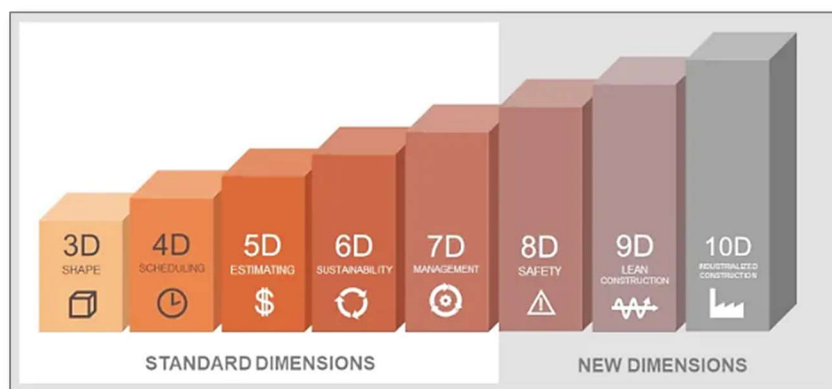 3D
SHAPE
4D
SCHEDULING
5D
ESTIMATING
$
6D
SUSTAINABILITY
7D
MANAGEMENT
8D
SAFETY
9D
LEAN
CONSTRUCTION
10D
INDUSTRIALIZED
CONSTRUCTION
STANDARD DIMENSIONS
NEW DIMENSIONS